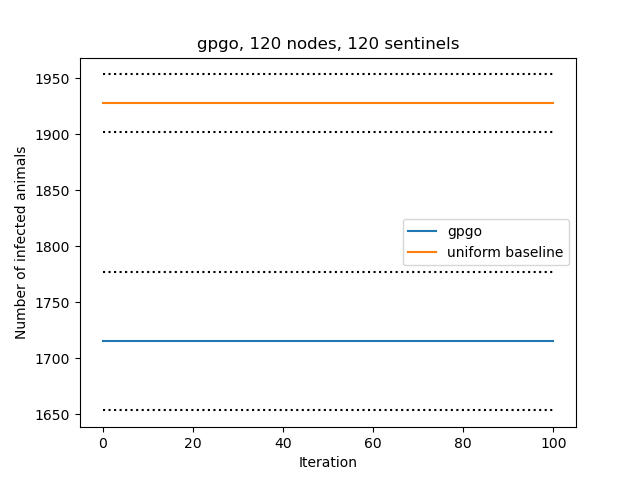 gpgo, 120 nodes, 120 sentinels
Number of infected animals
1950
1900
1850
1800
1750
1700
1650
gpgo
uniform baseline
0 20 40 60 80 100
Iteration